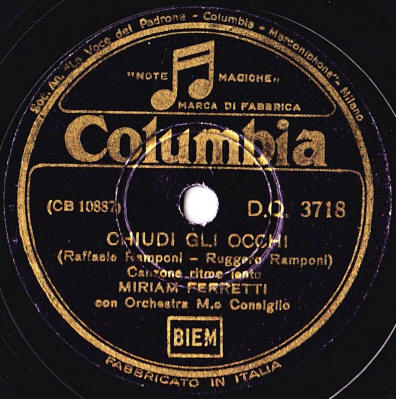 Soc. An. "La Voce del Padrone - Columbia - Marconiphone" - Milano
"NOTE MAGICHE"
MARCA DI FABBRICA
Columbia
(CB 10887) D.Q. 3718
CHIUDI GLI OCCHI
(Raffaele Ramponi - Ruggero Ramponi)
Canzone ritmo lento
MIRIAM FERRETTI
con Orchestra M.o Consiglio
BIEM
FABBRICATO IN ITALIA